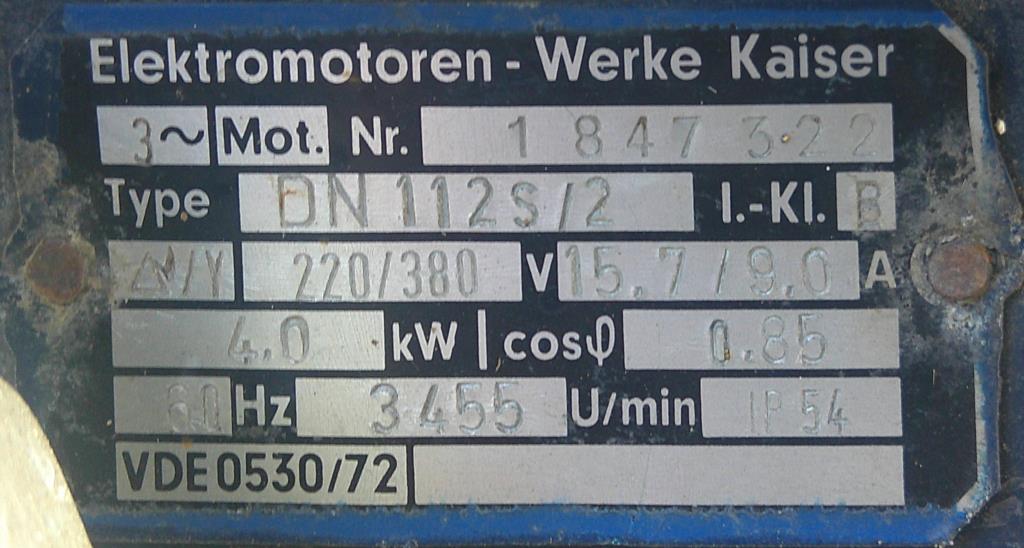 Elektromotoren - Werke Kaiser
3~ Mot. Nr. 1 847 322
Type DN 112S/2 I.-Kl. B
Δ/Y 220/380 V 15.7/9.0 A
4.0 kW | cosφ 0.85
60 Hz 3455 U/min IP 54
VDE 0530/72